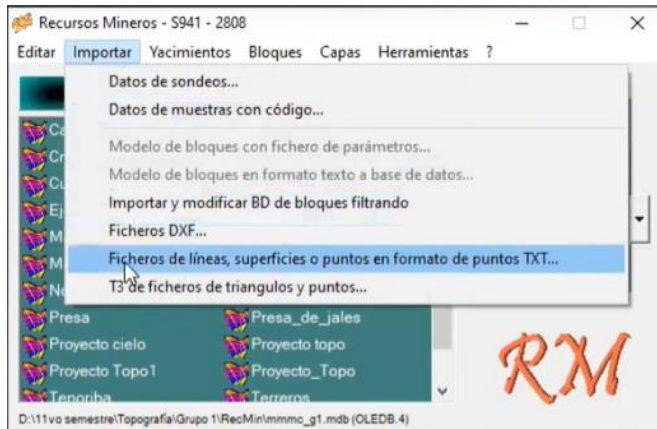 Recursos Mineros - S941 - 2808
Editar Importar Yacimientos Bloques Capas Herramientas ?
Datos de sondeos...
Datos de muestras con código...
Modelo de bloques con fichero de parámetros...
Modelo de bloques en formato texto a base de datos...
Importar y modificar BD de bloques filtrando
Ficheros DXF...
Ficheros de líneas, superficies o puntos en formato de puntos TXT...
T3 de ficheros de triangulos y puntos...
Presa Presa_de_jales
Proyecto cielo Proyecto topo
Proyecto Topo1 Proyecto_Topo
Tenoriba Terreros
RM
D:\11vo semestre\Topografía\Grupo 1\RecMin\mmmo_g1.mdb (OLEDB.4)